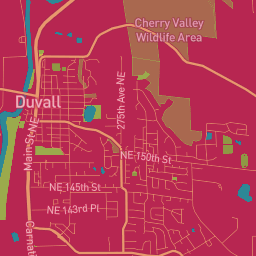 Cherry Valley
Wildlife Area
Duvall
275th Ave NE
Main St NE
NE 150th St
NE 145th St
NE 143rd Pl
Carnati